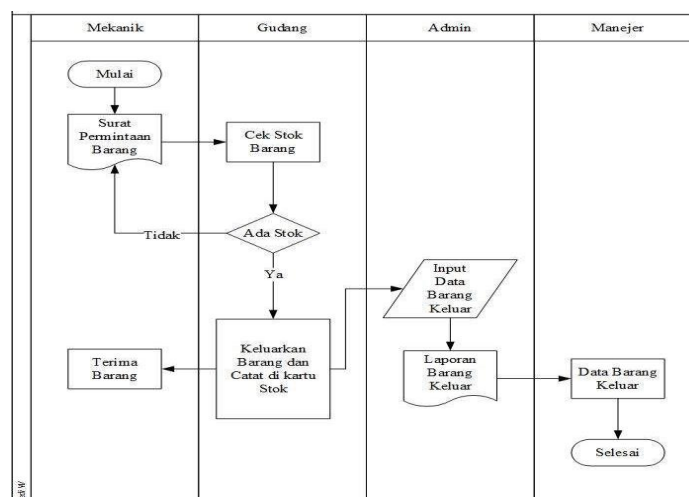 Mekanik
Gudang
Admin
Manejer
Mulai
Surat
Permintaan
Barang
Cek Stok
Barang
Ada Stok
Tidak
Ya
Keluarkan
Barang dan
Catat di kartu
Stok
Terima
Barang
Input
Data
Barang
Keluar
Laporan
Barang
Keluar
Data Barang
Keluar
Selesai